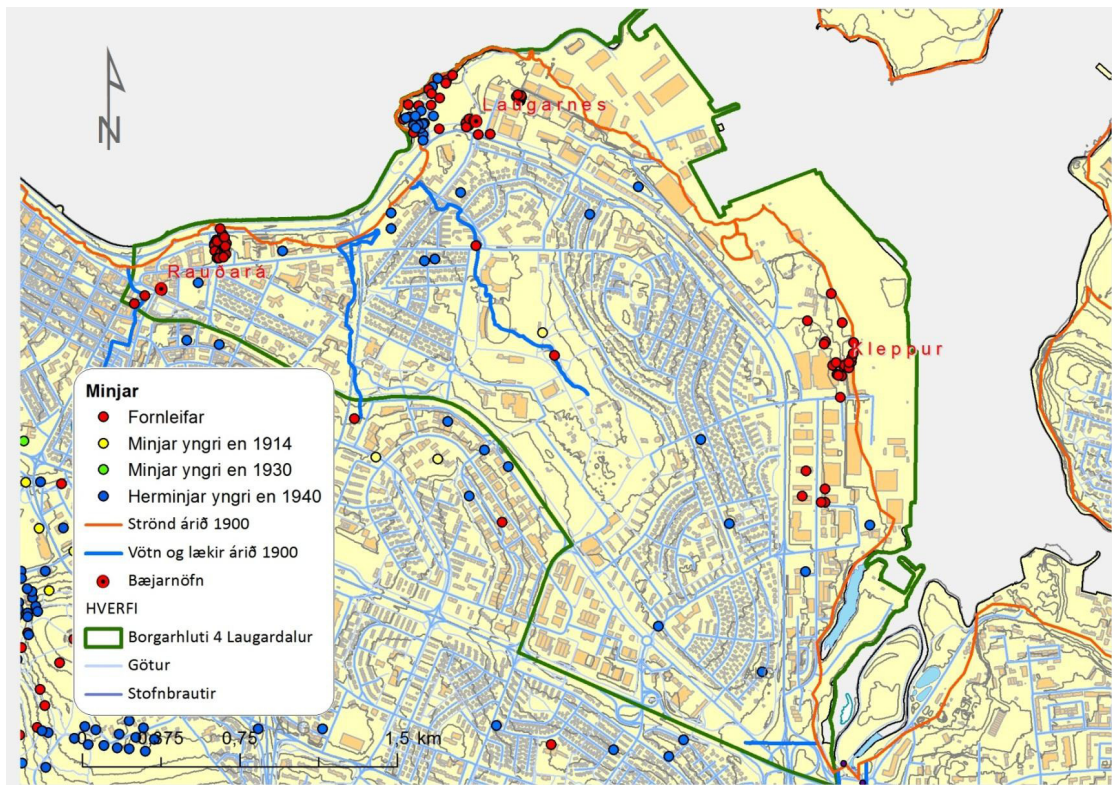 N
Laugarnes
Rauðará
Kleppur
Minjar
Fornleifar
Minjar yngri en 1914
Minjar yngri en 1930
Herminjar yngri en 1940
Strönd árið 1900
Vötn og lækir árið 1900
Bæjarnöfn
HVERFI
Borgarhluti 4 Laugardalur
Götur
Stofnbrautir
0 0,375 0,75 1,5 km